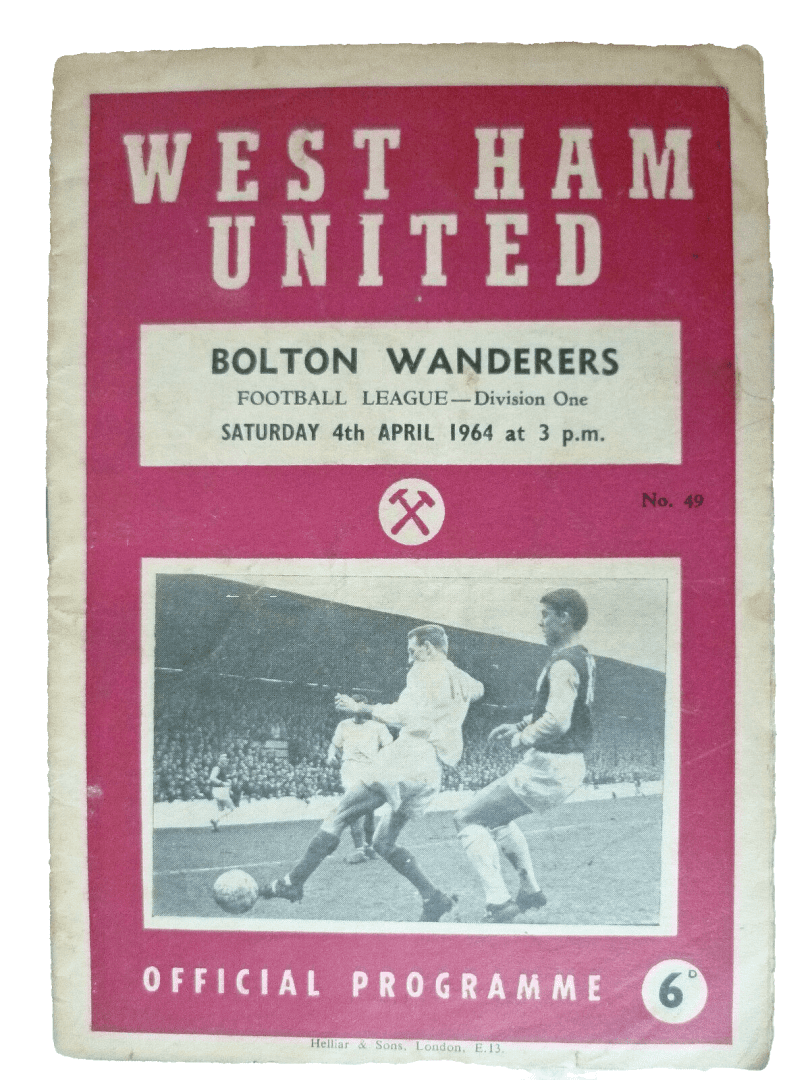 WEST HAM
UNITED
BOLTON WANDERERS
FOOTBALL LEAGUE—Division One
SATURDAY 4th APRIL 1964 at 3 p.m.
No. 49
OFFICIAL PROGRAMME 6D
Helliar & Sons, London, E.13.